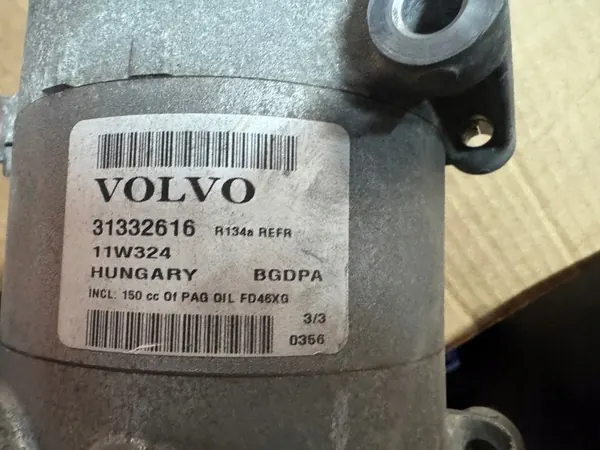 VOLVO
31332616 R134a REFR
11W324
HUNGARY BGDPA
INCL: 150 cc Of PAG OIL FD46XG
3/3
0356